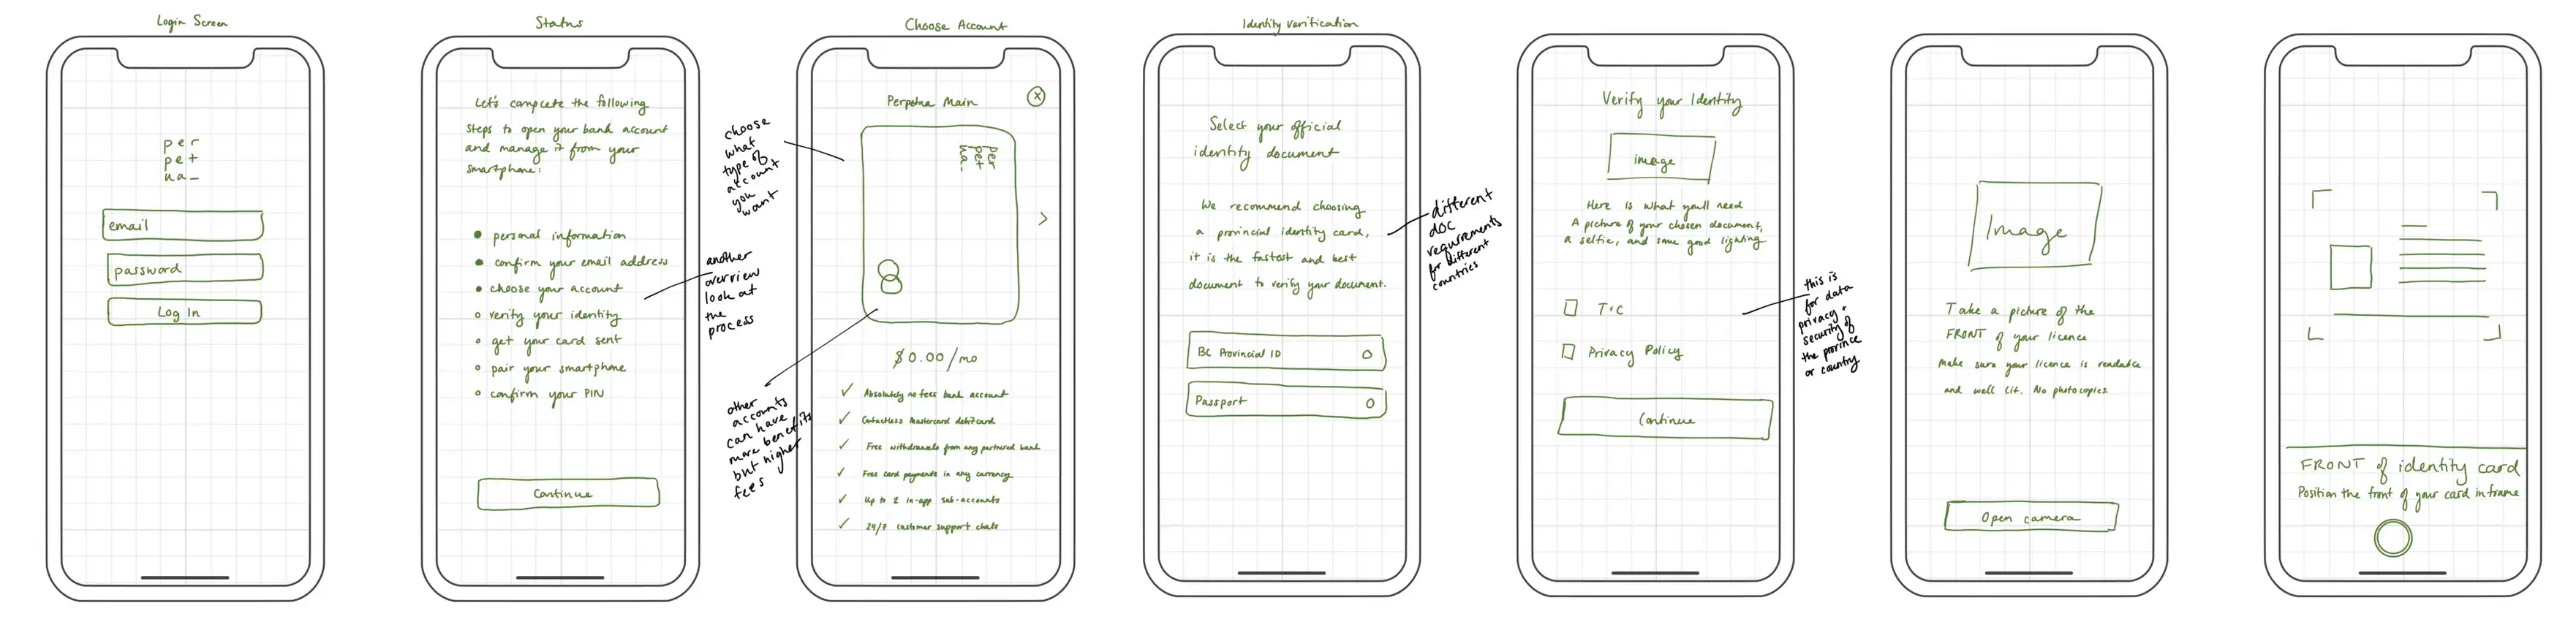 Login Screen
per
pet
ua_
email
password
Log In
Status
Let's complete the following
steps to open your bank account
and manage it from your
smartphone:
personal information
confirm your email address
choose your account
verify your identity
get your card sent
pair your smartphone
confirm your PIN
Continue
another
overview
look at
the
process
Choose Account
choose
what
type of
account
you
want
Perpetua Main
X
per
pet
ua_
>
$0.00/mo
Absolutely no fees bank account
Contactless Mastercard debit card
Free withdrawals from any partnered bank
Free card payments in any currency
Up to 2 in-app sub-accounts
24/7 customer support chats
other
accounts
can have
more benefits
but higher
fees
Identity Verification
Select your official
identity document
We recommend choosing
a provincial identity card,
it is the fastest and best
document to verify your document.
BC Provincial ID
Passport
different
doc
requirements
for different
countries
Verify your Identity
image
Here is what you'll need
A picture of your chosen document,
a selfie, and some good lighting.
T+C
Privacy Policy
Continue
this is
for data
privacy +
security of
the province
or country
Image
Take a picture of the
FRONT of your licence
Make sure your licence is readable
and well lit. No photocopies.
Open camera
FRONT of identity card
Position the front of your card in frame